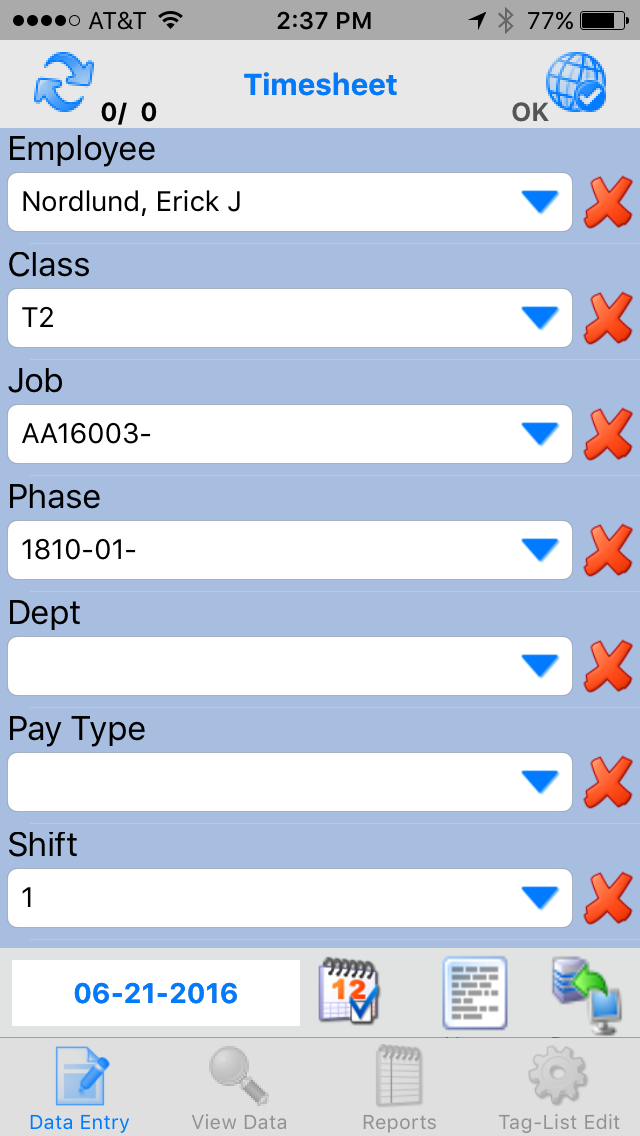 AT&T 2:37 PM 77%
Timesheet
0/ 0 OK
Employee
Nordlund, Erick J
Class
T2
Job
AA16003-
Phase
1810-01-
Dept
Pay Type
Shift
1
06-21-2016 12
Data Entry View Data Reports Tag-List Edit